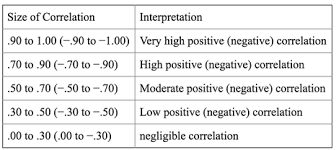 Size of Correlation Interpretation
.90 to 1.00 (−.90 to −1.00) Very high positive (negative) correlation
.70 to .90 (−.70 to −.90) High positive (negative) correlation
.50 to .70 (−.50 to −.70) Moderate positive (negative) correlation
.30 to .50 (−.30 to −.50) Low positive (negative) correlation
.00 to .30 (.00 to −.30) negligible correlation